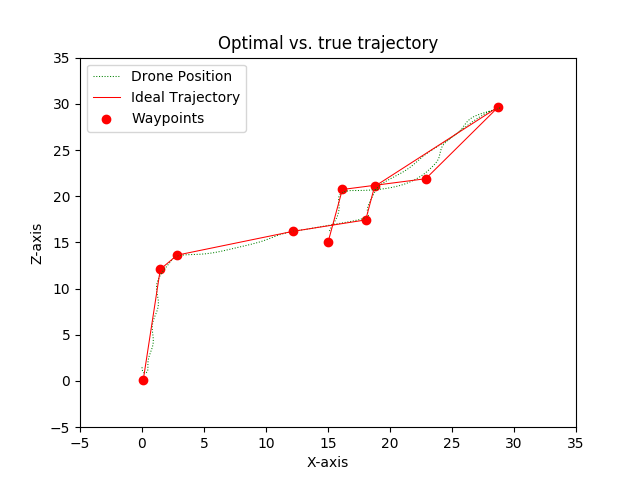 Optimal vs. true trajectory
Drone Position
Ideal Trajectory
Waypoints
Z-axis
35
30
25
20
15
10
5
0
−5
−5 0 5 10 15 20 25 30 35
X-axis